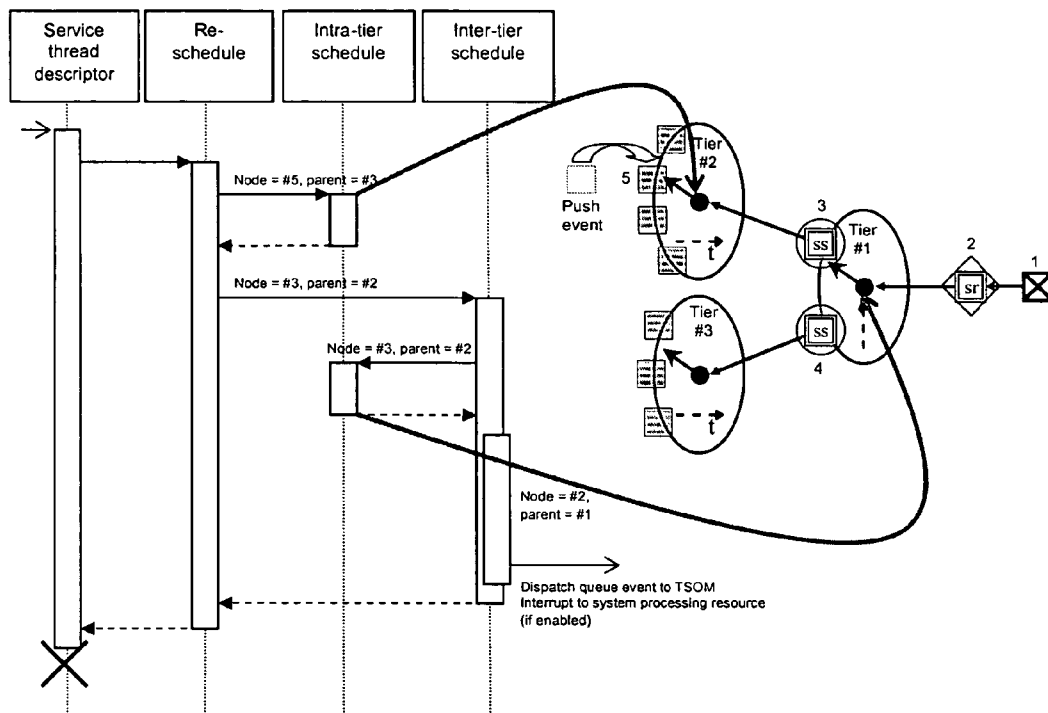 Service
thread
descriptor
Re-
schedule
Intra-tier
schedule
Inter-tier
schedule
Node = #5, parent = #3
Node = #3, parent = #2
Node = #3, parent = #2
Node = #2,
parent = #1
Dispatch queue event to TSOM
Interrupt to system processing resource
(if enabled)
Push
event
5
Tier
#2
t
3
ss
Tier
#1
2
sr
1
Tier
#3
t
ss
4